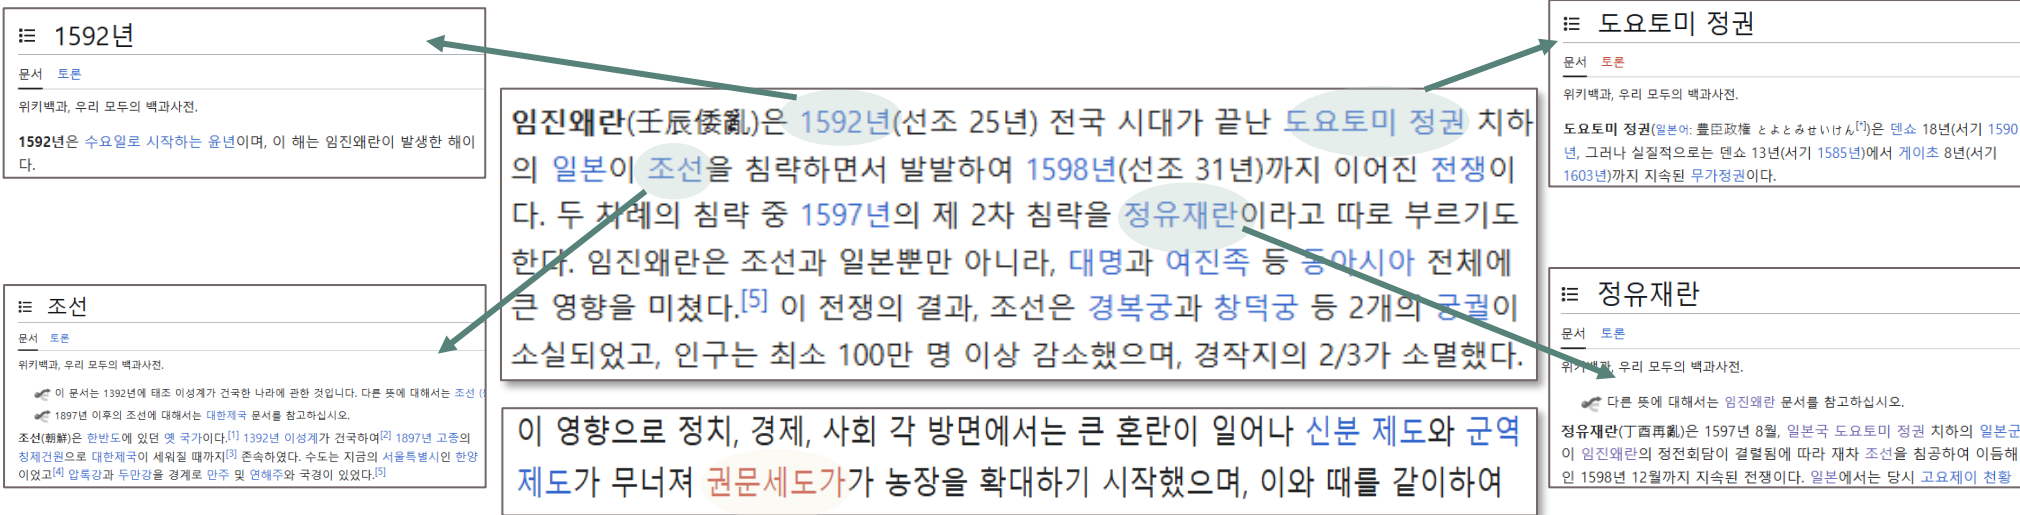 1592년
문서 토론
위키백과, 우리 모두의 백과사전.
1592년은 수요일로 시작하는 윤년이며, 이 해는 임진왜란이 발생한 해이
다.
조선
문서 토론
위키백과, 우리 모두의 백과사전.
이 문서는 1392년에 태조 이성계가 건국한 나라에 관한 것입니다. 다른 뜻에 대해서는 조선
1897년 이후의 조선에 대해서는 대한제국 문서를 참고하십시오.
조선(朝鮮)은 한반도에 있던 옛 국가이다.[1] 1392년 이성계가 건국하여[2] 1897년 고종의
칭제건원으로 대한제국이 세워질 때까지[3] 존속하였다. 수도는 지금의 서울특별시인 한양
이었고[4] 압록강과 두만강을 경계로 만주 및 연해주와 국경이 있었다.[5]
임진왜란(壬辰倭亂)은 1592년(선조 25년) 전국 시대가 끝난 도요토미 정권 치하
의 일본이 조선을 침략하면서 발발하여 1598년(선조 31년)까지 이어진 전쟁이
다. 두 차례의 침략 중 1597년의 제 2차 침략을 정유재란이라고 따로 부르기도
한다. 임진왜란은 조선과 일본뿐만 아니라, 대명과 여진족 등 동아시아 전체에
큰 영향을 미쳤다.[5] 이 전쟁의 결과, 조선은 경복궁과 창덕궁 등 2개의 궁궐이
소실되었고, 인구는 최소 100만 명 이상 감소했으며, 경작지의 2/3가 소멸했다.
이 영향으로 정치, 경제, 사회 각 방면에서는 큰 혼란이 일어나 신분 제도와 군역
제도가 무너져 권문세도가가 농장을 확대하기 시작했으며, 이와 때를 같이하여
도요토미 정권
문서 토론
위키백과, 우리 모두의 백과사전.
도요토미 정권(일본어: 豊臣政権 とよとみせいけん[*])은 덴쇼 18년(서기 1590
년, 그러나 실질적으로는 덴쇼 13년(서기 1585년)에서 게이초 8년(서기
1603년)까지 지속된 무가정권이다.
정유재란
문서 토론
위키백과, 우리 모두의 백과사전.
다른 뜻에 대해서는 임진왜란 문서를 참고하십시오.
정유재란(丁酉再亂)은 1597년 8월, 일본국 도요토미 정권 치하의 일본군
이 임진왜란의 정전회담이 결렬됨에 따라 재차 조선을 침공하여 이듬해
인 1598년 12월까지 지속된 전쟁이다. 일본에서는 당시 고요제이 천황